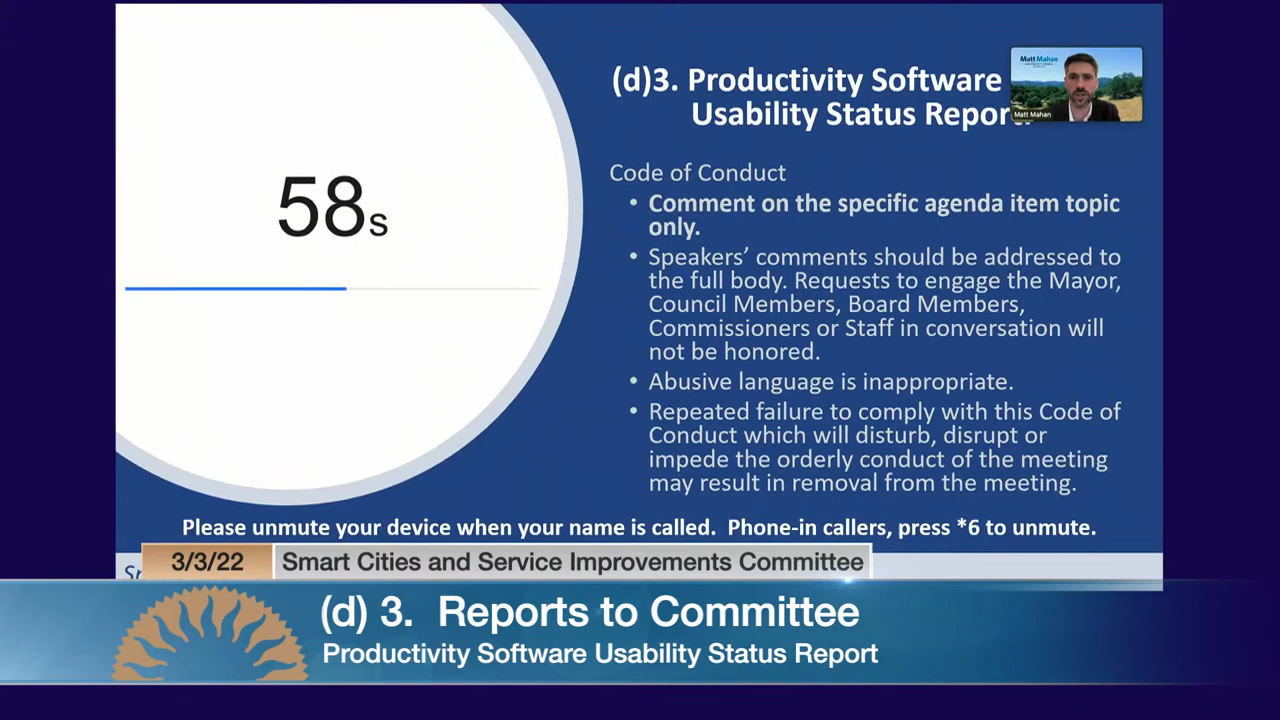 (d)3. Productivity Software
Usability Status Report
Matt Mahan
Matt Mahan
58s
Code of Conduct
• Comment on the specific agenda item topic
only.
• Speakers’ comments should be addressed to
the full body. Requests to engage the Mayor,
Council Members, Board Members,
Commissioners or Staff in conversation will
not be honored.
• Abusive language is inappropriate.
• Repeated failure to comply with this Code of
Conduct which will disturb, disrupt or
impede the orderly conduct of the meeting
may result in removal from the meeting.
Please unmute your device when your name is called. Phone-in callers, press *6 to unmute.
3/3/22 Smart Cities and Service Improvements Committee
(d) 3. Reports to Committee
Productivity Software Usability Status Report